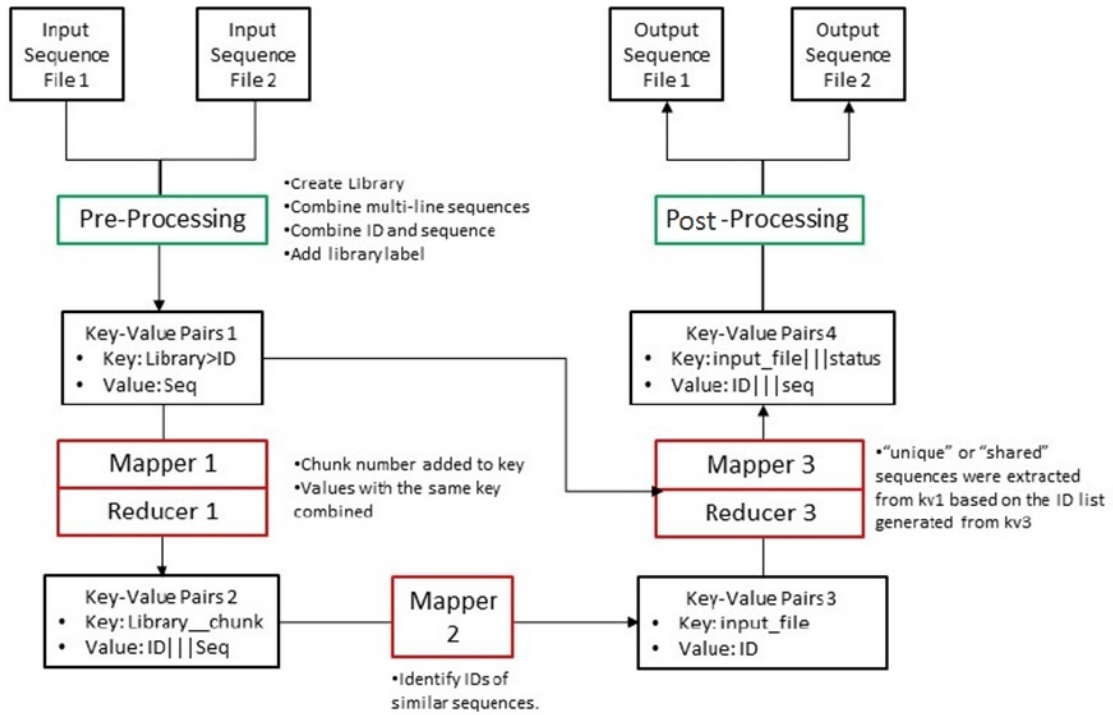 Input
Sequence
File 1
Input
Sequence
File 2
Output
Sequence
File 1
Output
Sequence
File 2
Pre-Processing
•Create Library
•Combine multi-line sequences
•Combine ID and sequence
•Add library label
Post -Processing
Key-Value Pairs 1
• Key: Library>ID
• Value: Seq
Key-Value Pairs 4
• Key: input_file|||status
• Value: ID|||seq
Mapper 1
Reducer 1
•Chunk number added to key
•Values with the same key
combined
Mapper 3
Reducer 3
•“unique” or “shared”
sequences were extracted
from kv1 based on the ID list
generated from kv3
Key-Value Pairs 2
• Key: Library__chunk
• Value: ID|||Seq
Mapper
2
•Identify IDs of
similar sequences.
Key-Value Pairs 3
• Key: input_file
• Value: ID